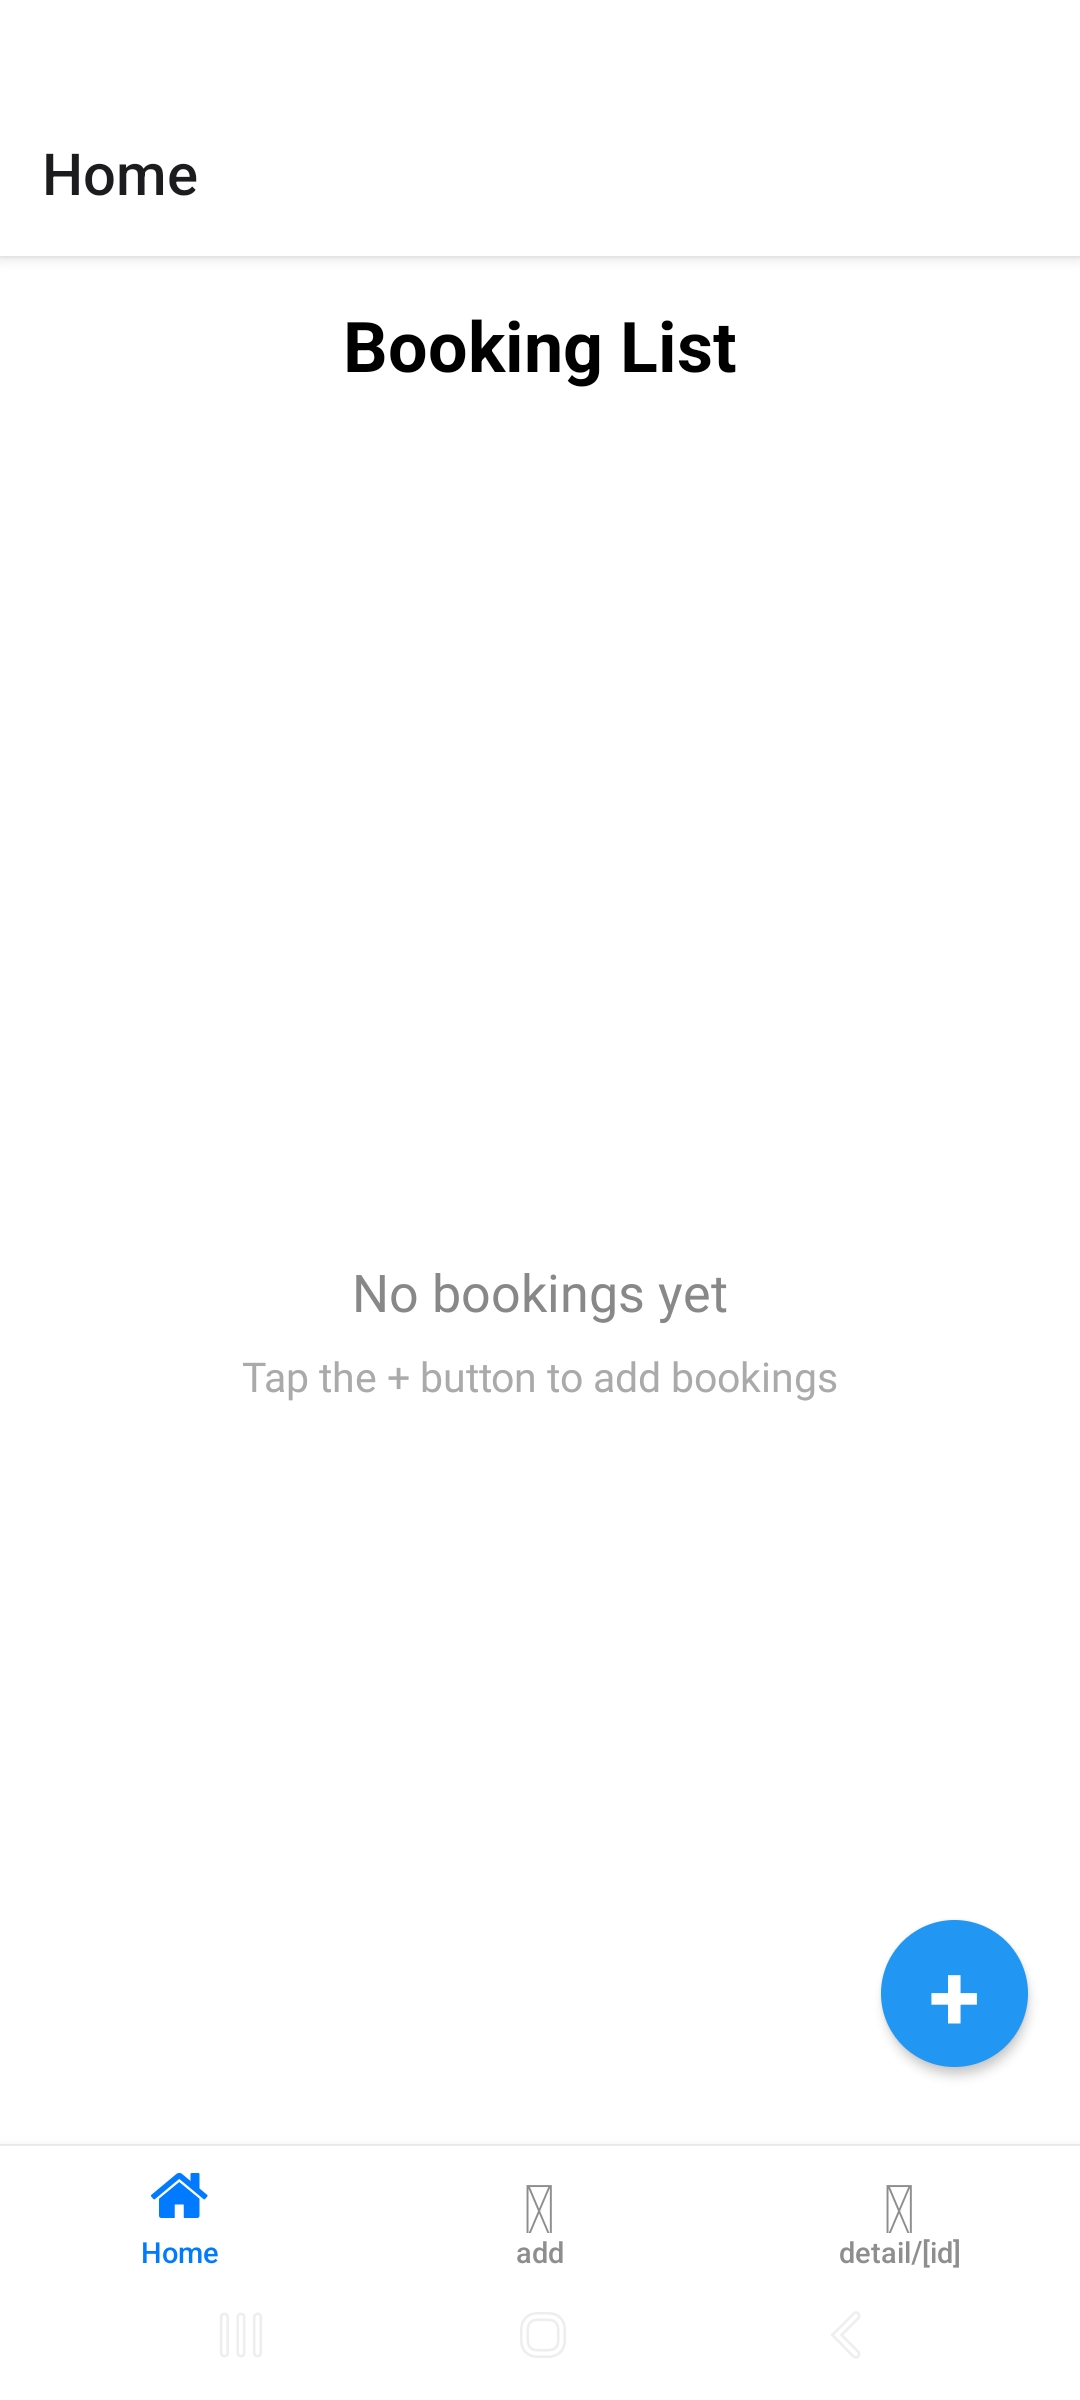 Home
Booking List
No bookings yet
Tap the + button to add bookings
+
Home
add
detail/[id]